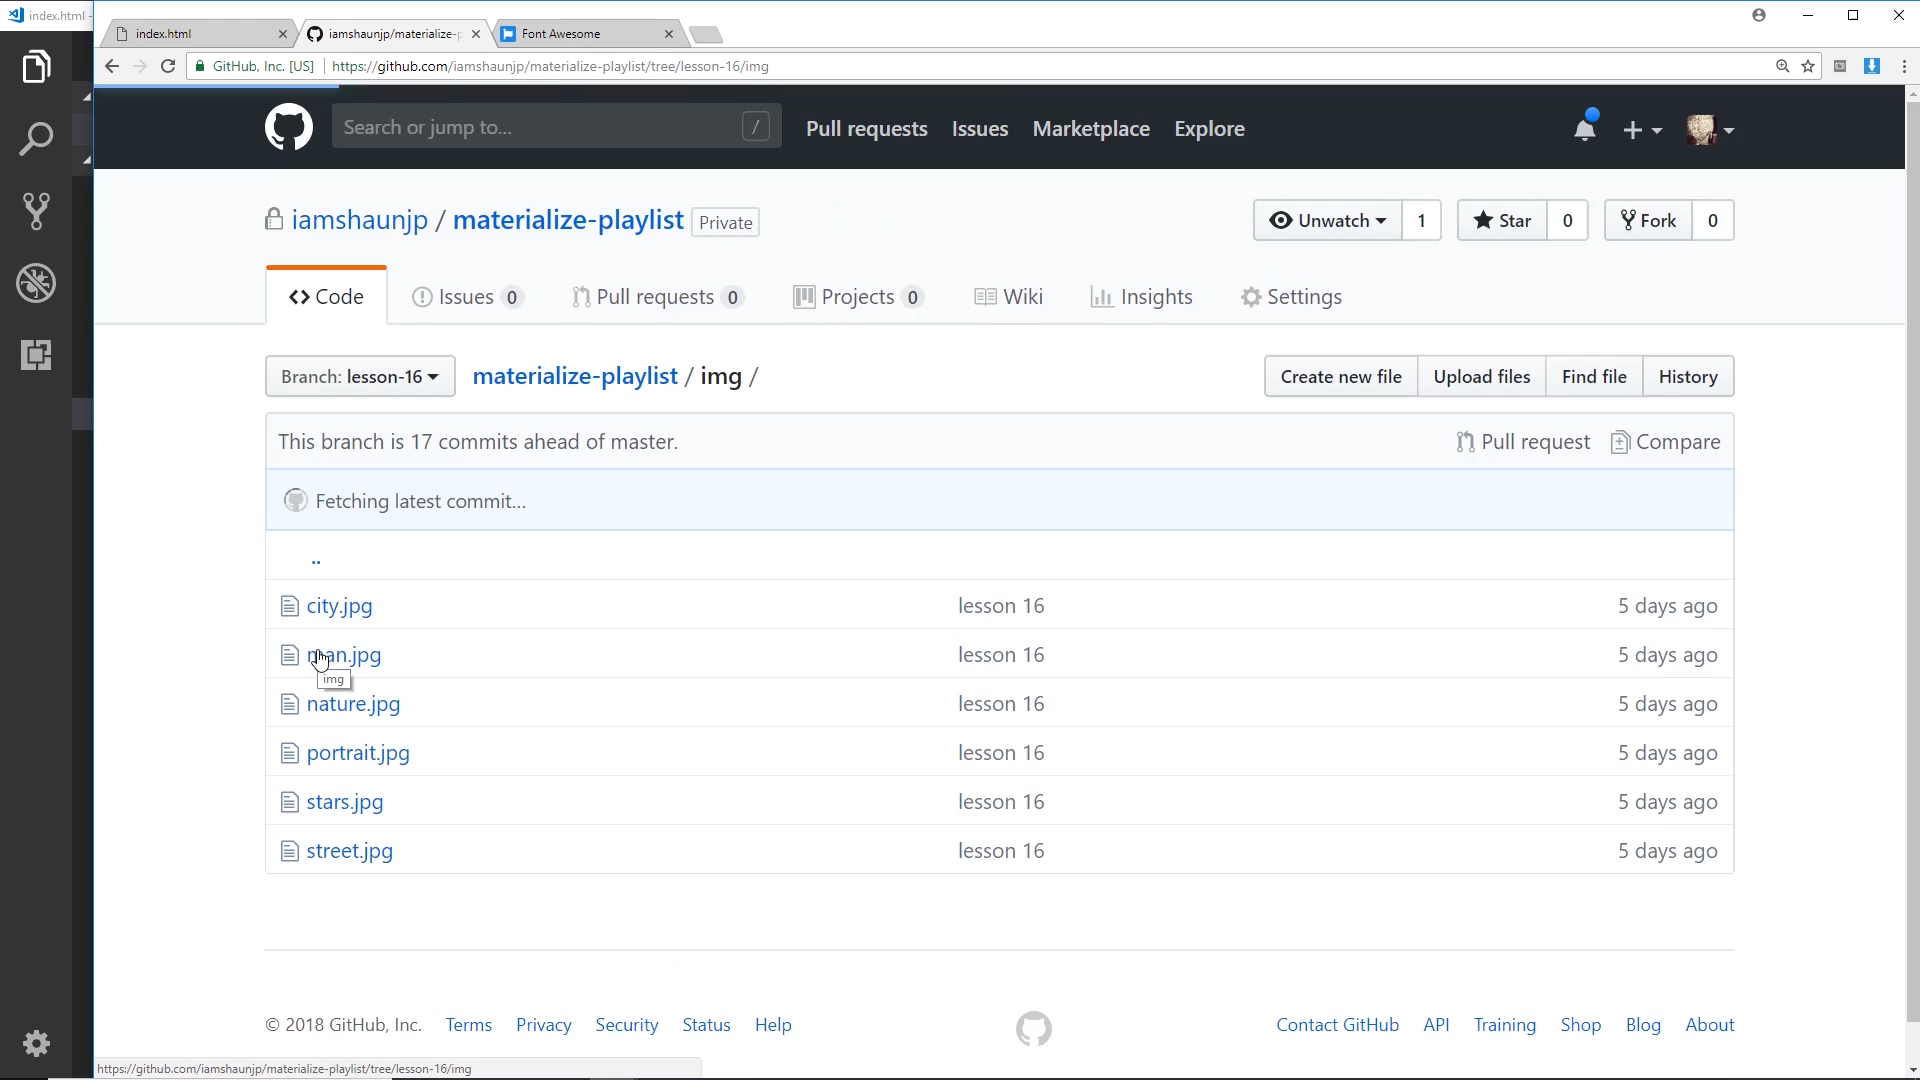 index.html -
index.html
iamshaunjp/materialize-p
Font Awesome
GitHub, Inc. [US]
https://github.com/iamshaunjp/materialize-playlist/tree/lesson-16/img
Search or jump to...
/
Pull requests
Issues
Marketplace
Explore
iamshaunjp / materialize-playlist Private
Unwatch 1
Star 0
Fork 0
Code
Issues 0
Pull requests 0
Projects 0
Wiki
Insights
Settings
Branch: lesson-16
materialize-playlist / img /
Create new file
Upload files
Find file
History
This branch is 17 commits ahead of master.
Pull request
Compare
Fetching latest commit...
..
city.jpg lesson 16 5 days ago
man.jpg lesson 16 5 days ago
img
nature.jpg lesson 16 5 days ago
portrait.jpg lesson 16 5 days ago
stars.jpg lesson 16 5 days ago
street.jpg lesson 16 5 days ago
© 2018 GitHub, Inc. Terms Privacy Security Status Help
Contact GitHub API Training Shop Blog About
https://github.com/iamshaunjp/materialize-playlist/tree/lesson-16/img